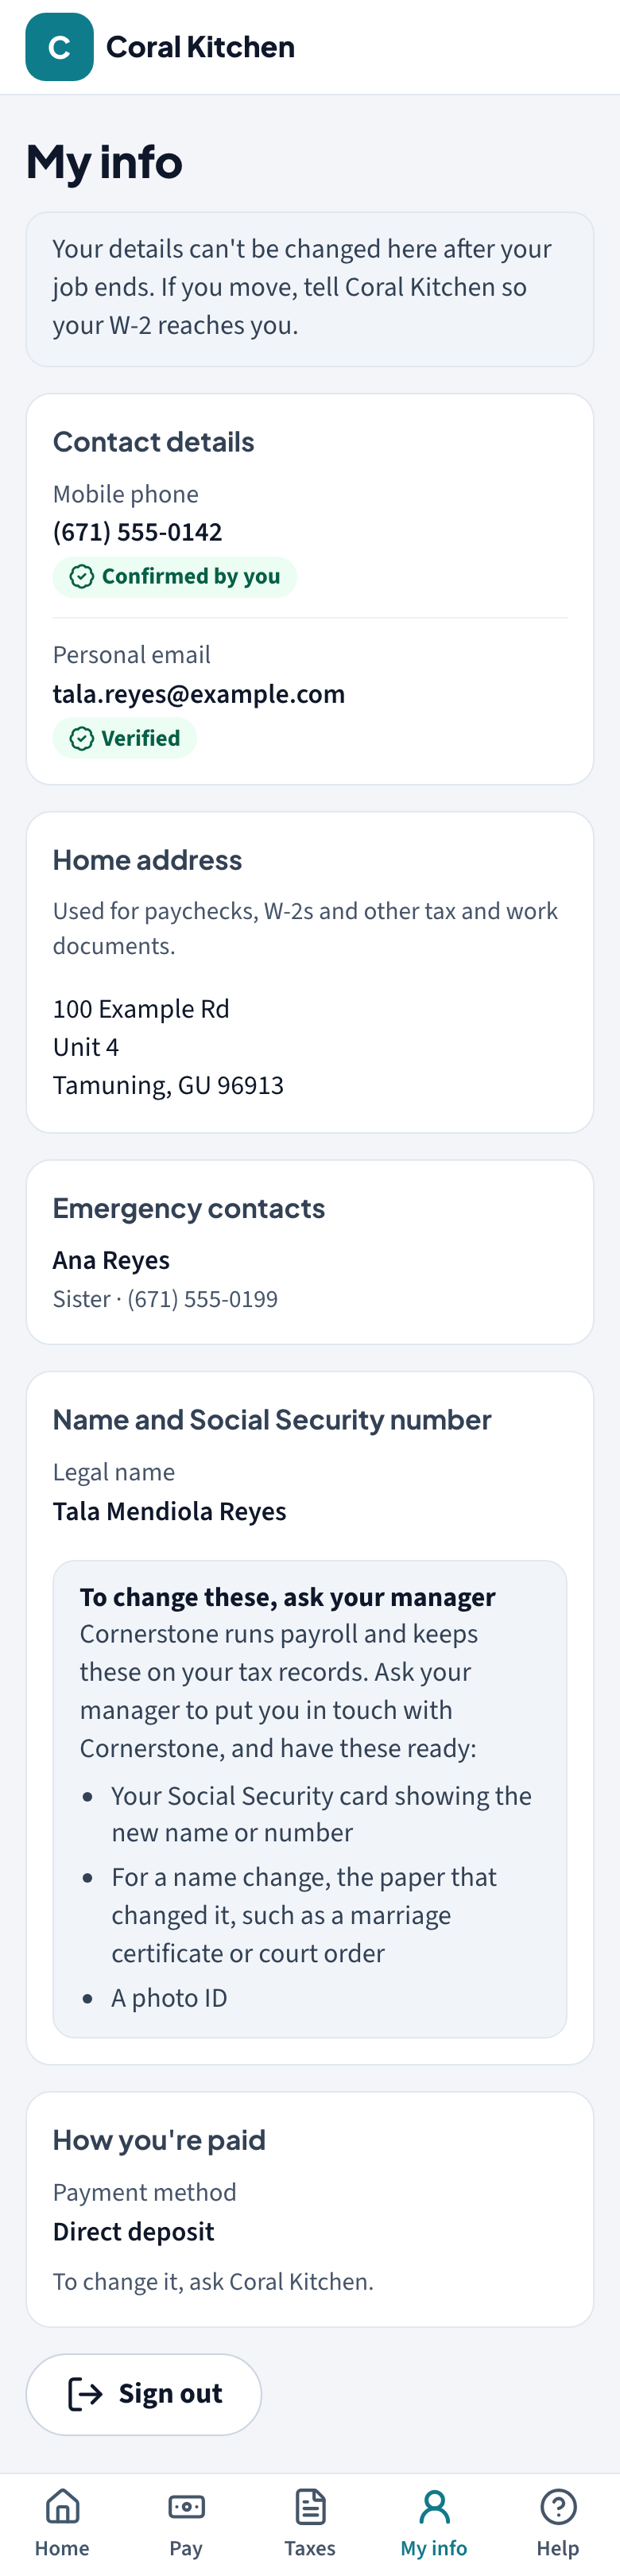 C
Coral Kitchen
My info
Your details can't be changed here after your
job ends. If you move, tell Coral Kitchen so
your W-2 reaches you.
Contact details
Mobile phone
(671) 555-0142
Confirmed by you
Personal email
tala.reyes@example.com
Verified
Home address
Used for paychecks, W-2s and other tax and work
documents.
100 Example Rd
Unit 4
Tamuning, GU 96913
Emergency contacts
Ana Reyes
Sister · (671) 555-0199
Name and Social Security number
Legal name
Tala Mendiola Reyes
To change these, ask your manager
Cornerstone runs payroll and keeps
these on your tax records. Ask your
manager to put you in touch with
Cornerstone, and have these ready:
• Your Social Security card showing the
new name or number
• For a name change, the paper that
changed it, such as a marriage
certificate or court order
• A photo ID
How you're paid
Payment method
Direct deposit
To change it, ask Coral Kitchen.
Sign out
Home
Pay
Taxes
My info
Help